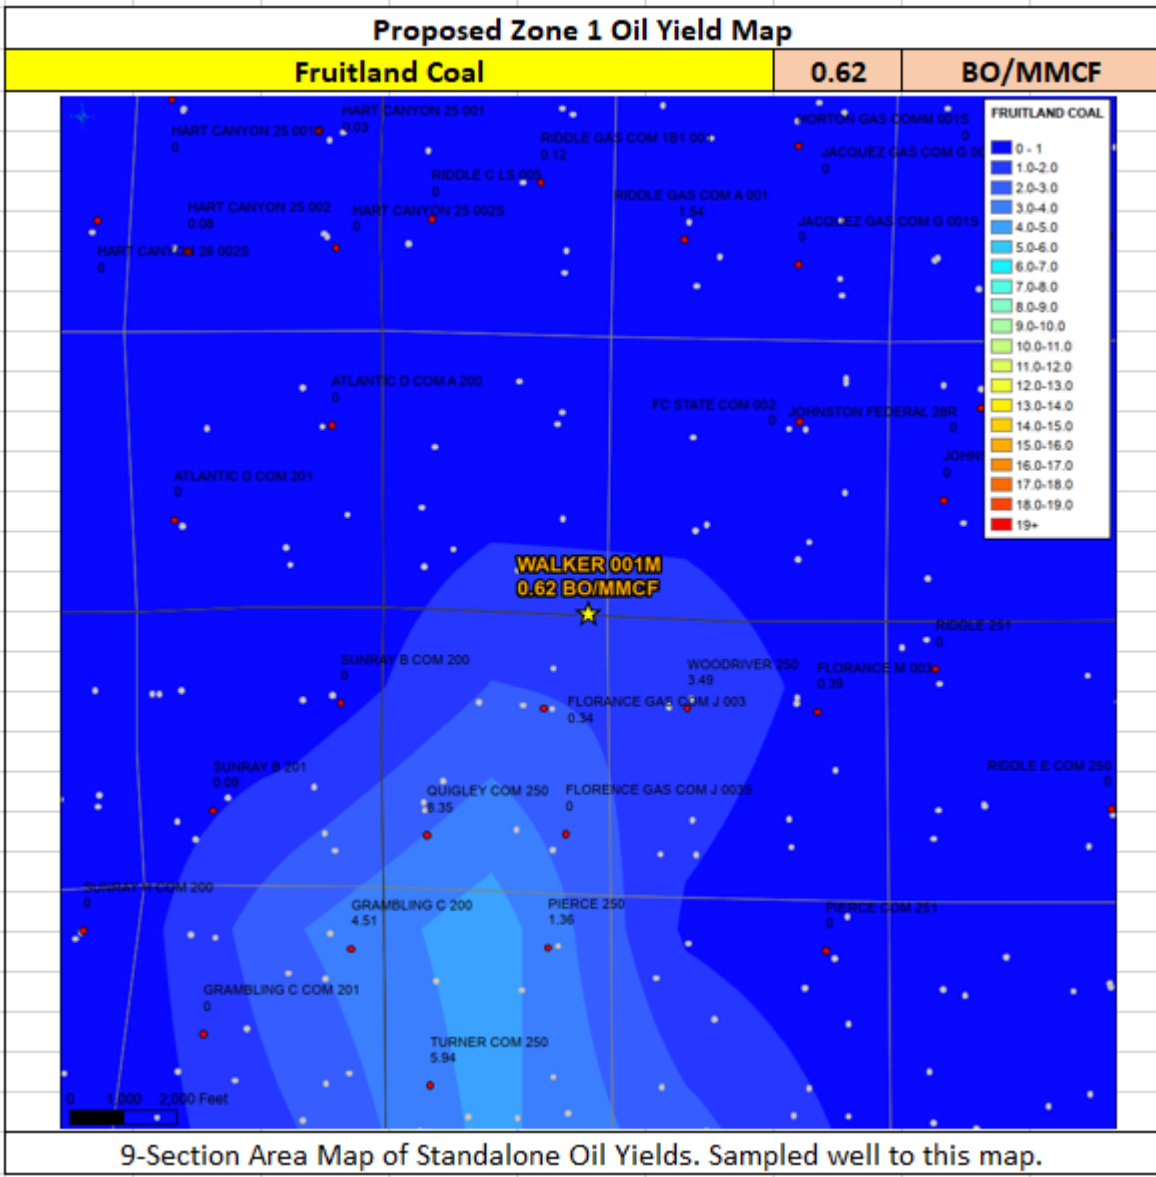 Proposed Zone 1 Oil Yield Map
Fruitland Coal 0.62 BO/MMCF
HART CANYON 25 001
0.03
HART CANYON 25 001S
0
RIDDLE GAS COM 1B1 001
0.12
HORTON GAS COMM 001S
0
JACQUEZ GAS COM G 00
0
RIDDLE C LS 005
0
RIDDLE GAS COM A 001
1.54
HART CANYON 25 002
0.08
HART CANYON 25 002S
0
JACQUEZ GAS COM G 001S
0
HART CANYON 26 002S
0
FRUITLAND COAL
0 - 1
1.0-2.0
2.0-3.0
3.0-4.0
4.0-5.0
5.0-6.0
6.0-7.0
7.0-8.0
8.0-9.0
9.0-10.0
10.0-11.0
11.0-12.0
12.0-13.0
13.0-14.0
14.0-15.0
15.0-16.0
16.0-17.0
17.0-18.0
18.0-19.0
19+
ATLANTIC D COM A 200
0
FC STATE COM 002
0
JOHNSTON FEDERAL 28R
0
JOHN
0
ATLANTIC D COM 201
0
WALKER 001M
0.62 BO/MMCF
RIDDLE 251
0
SUNRAY B COM 200
0
WOODRIVER 250
3.49
FLORANCE M 003
0.39
FLORANCE GAS COM J 003
0.34
SUNRAY B 201
0.09
RIDDLE E COM 250
0
QUIGLEY COM 250
8.35
FLORENCE GAS COM J 003S
0
SUNRAY H COM 200
0
GRAMBLING C 200
4.51
PIERCE 250
1.36
PIERCE COM 251
0
GRAMBLING C COM 201
0
TURNER COM 250
5.94
0 1,000 2,000 Feet
9-Section Area Map of Standalone Oil Yields. Sampled well to this map.